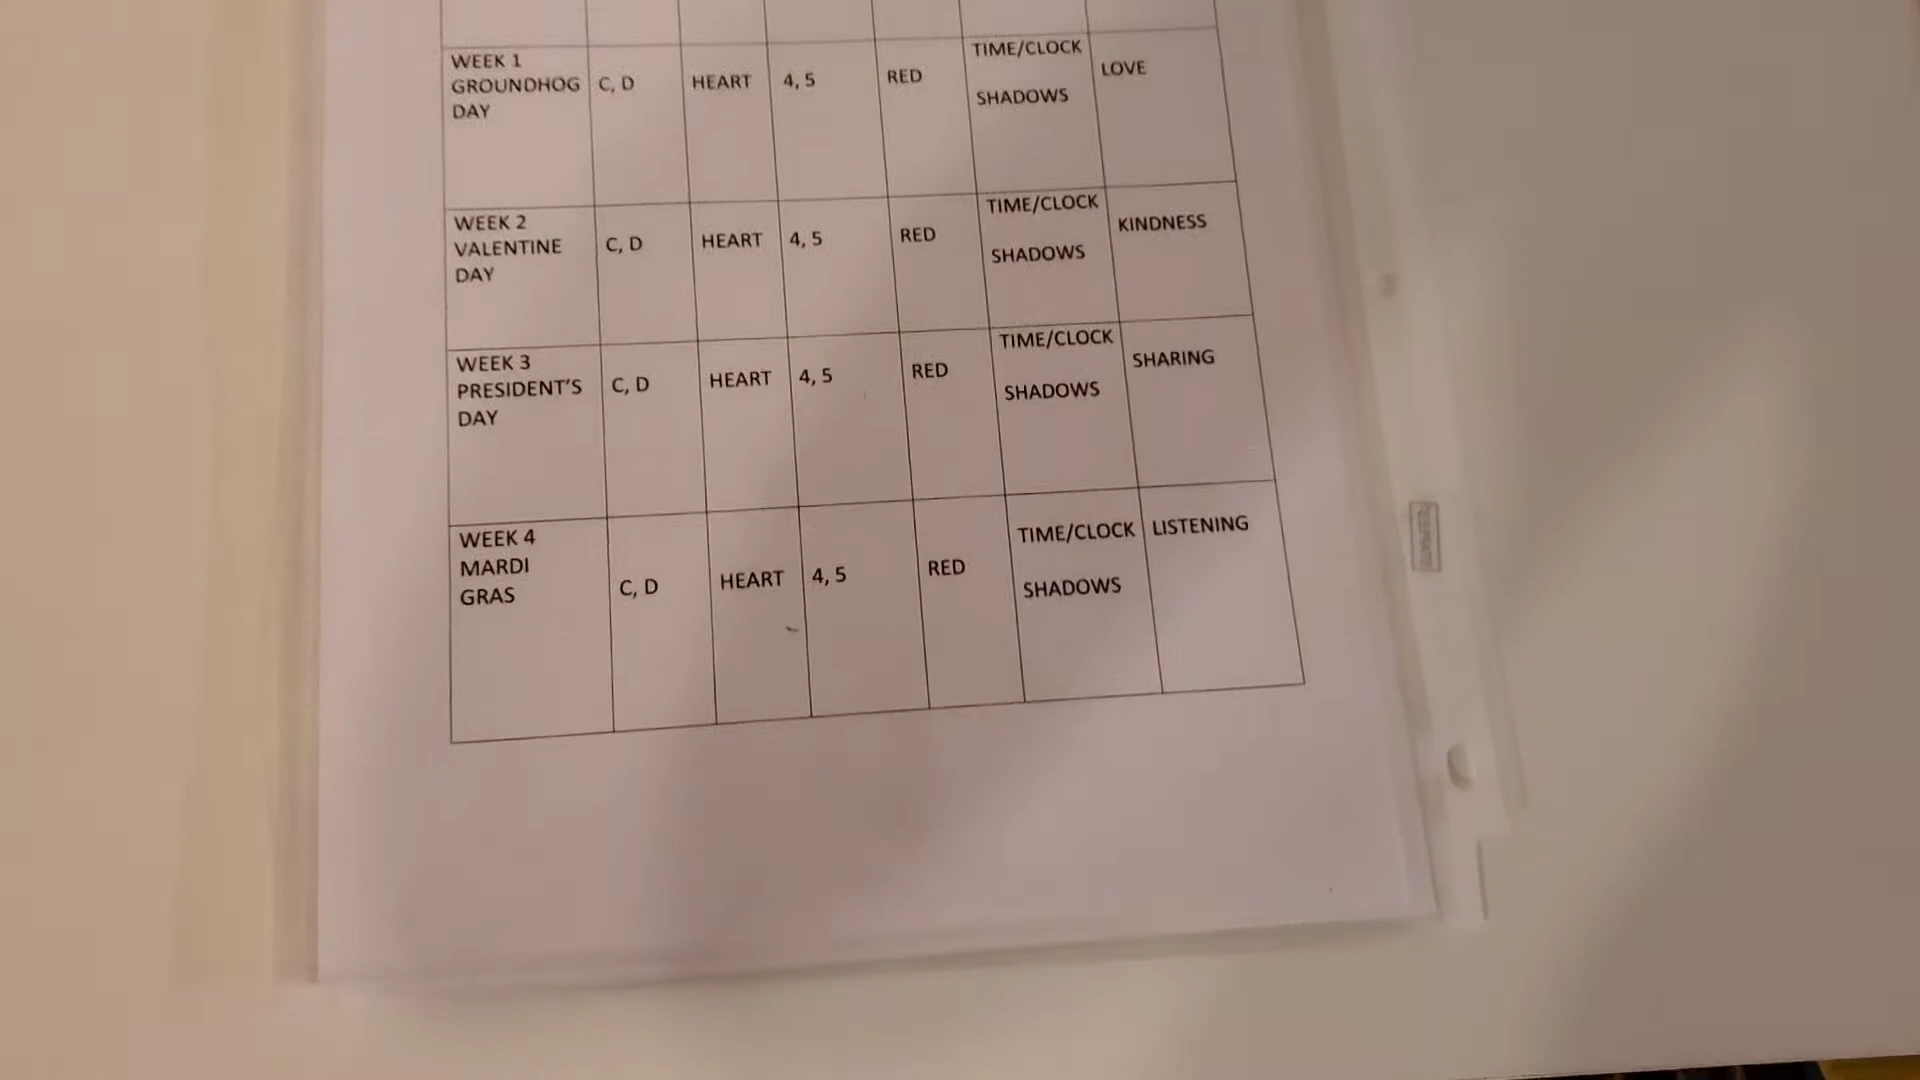 WEEK 1
GROUNDHOG
DAY
C, D
HEART
4, 5
RED
TIME/CLOCK
SHADOWS
LOVE
WEEK 2
VALENTINE
DAY
C, D
HEART
4, 5
RED
TIME/CLOCK
SHADOWS
KINDNESS
WEEK 3
PRESIDENT'S
DAY
C, D
HEART
4, 5
RED
TIME/CLOCK
SHADOWS
SHARING
WEEK 4
MARDI
GRAS
C, D
HEART
4, 5
RED
TIME/CLOCK
SHADOWS
LISTENING